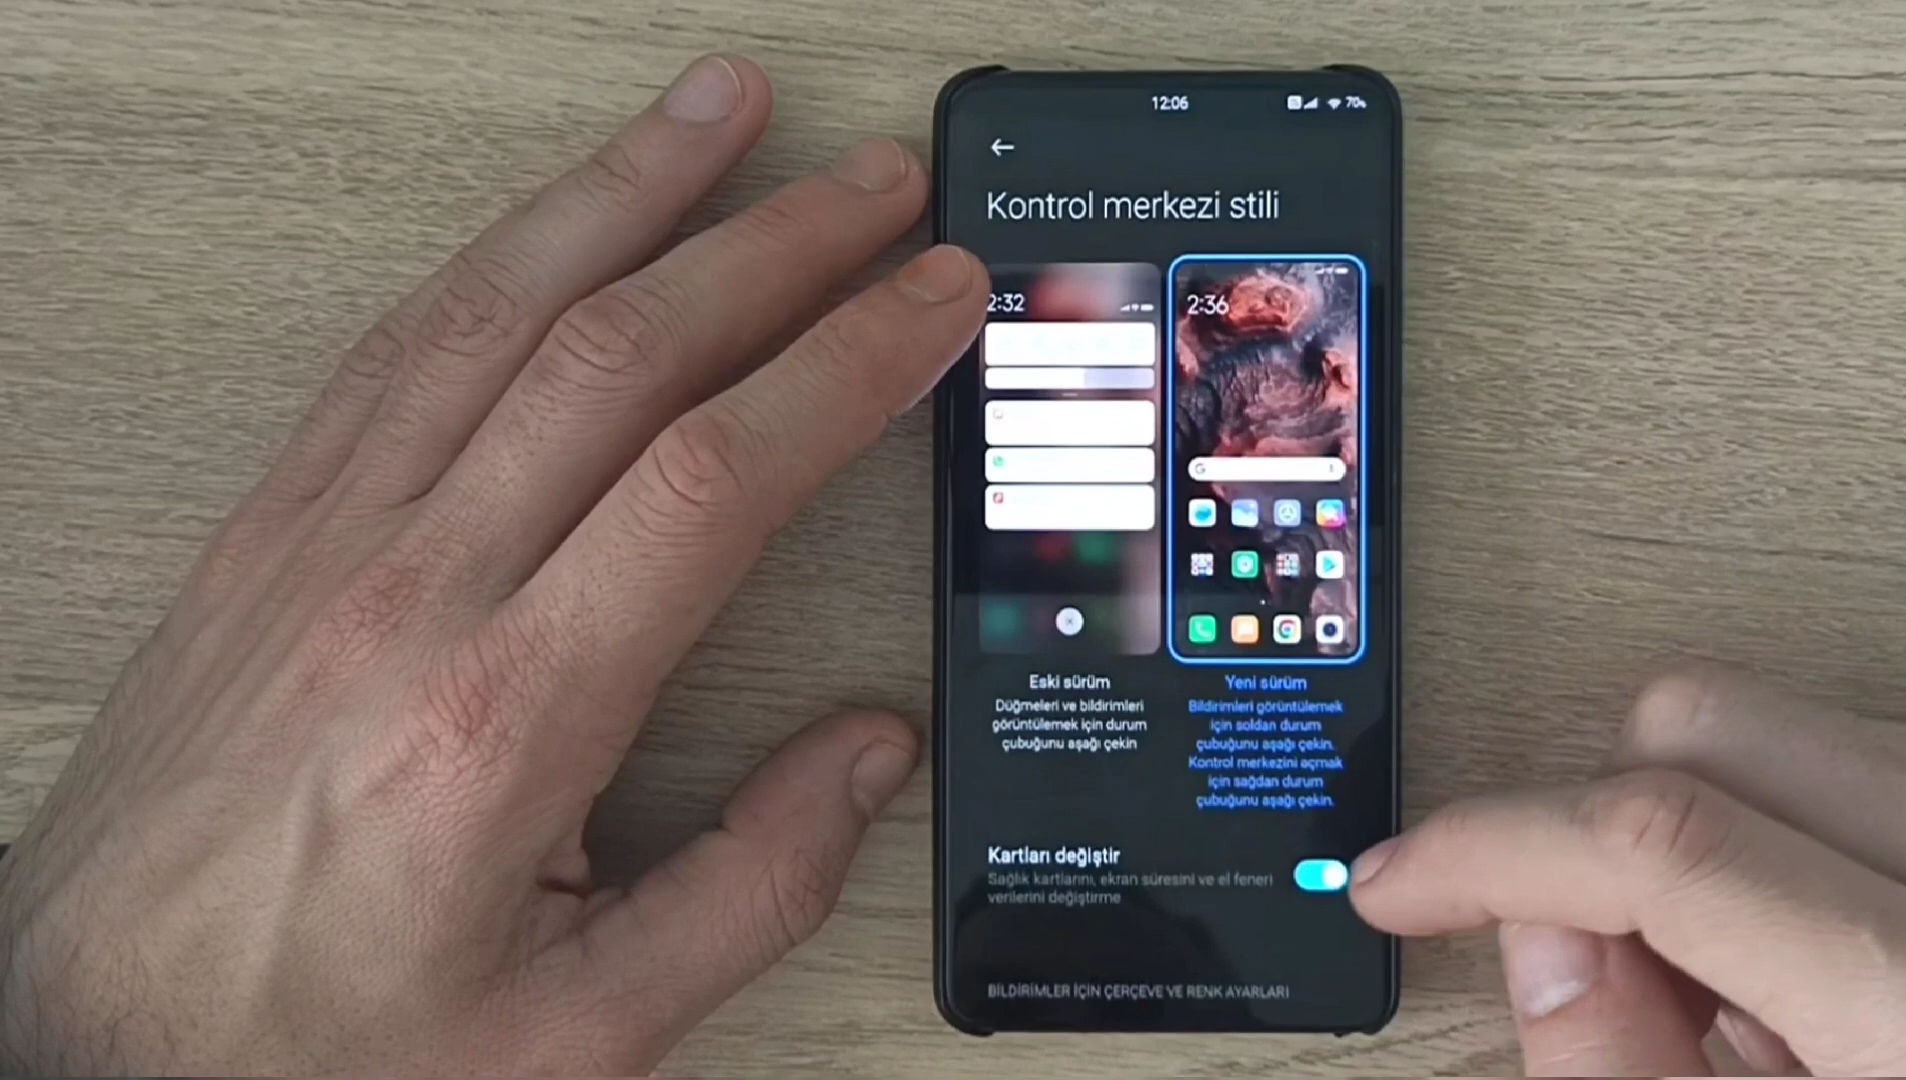 12:06
70%
Kontrol merkezi stili
2:32
2:36
Eski sürüm
Düğmeleri ve bildirimleri
görüntülemek için durum
çubuğunu aşağı çekin
Yeni sürüm
Bildirimleri görüntülemek
için soldan durum
çubuğunu aşağı çekin.
Kontrol merkezini açmak
için sağdan durum
çubuğunu aşağı çekin.
Kartları değiştir
Sağlık kartlarını, ekran süresini ve el feneri
verilerini değiştirme
BİLDİRİMLER İÇİN ÇERÇEVE VE RENK AYARLARI